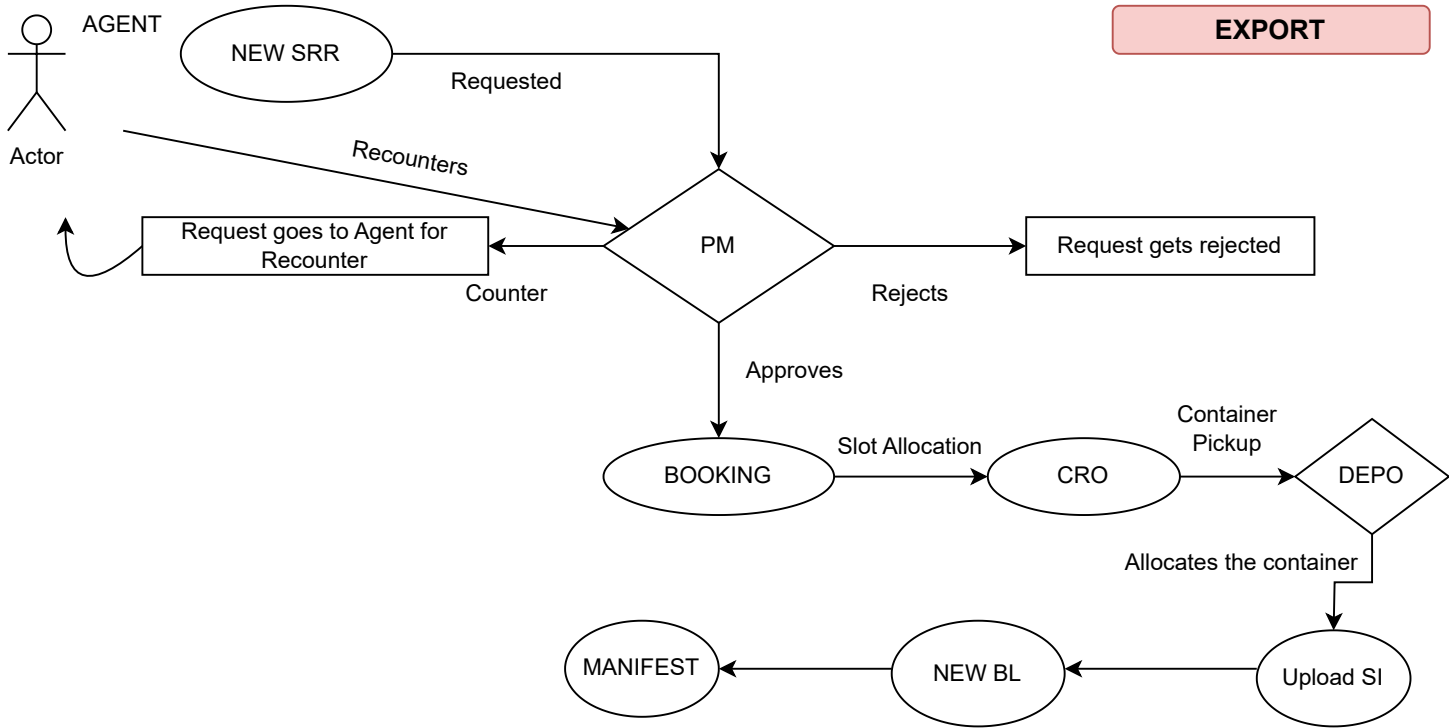 AGENT
NEW SRR
EXPORT
Requested
Actor
Recounters
Request goes to Agent for
Recounter
PM
Request gets rejected
Counter
Rejects
Approves
BOOKING
Slot Allocation
CRO
Container
Pickup
DEPO
Allocates the container
MANIFEST
NEW BL
Upload SI